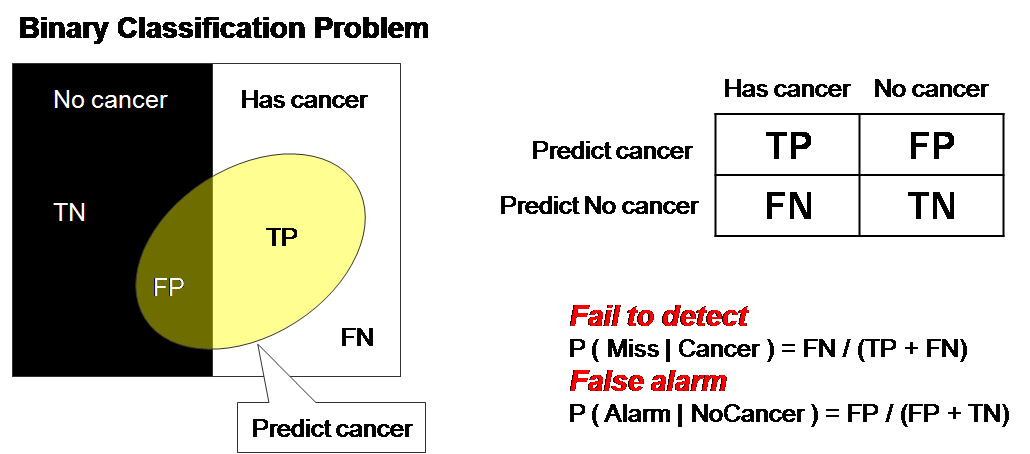 Binary Classification Problem
No cancer
Has cancer
TN
TP
FP
FN
Predict cancer
Has cancer No cancer
Predict cancer TP FP
Predict No cancer FN TN
Fail to detect
P ( Miss | Cancer ) = FN / (TP + FN)
False alarm
P ( Alarm | NoCancer ) = FP / (FP + TN)